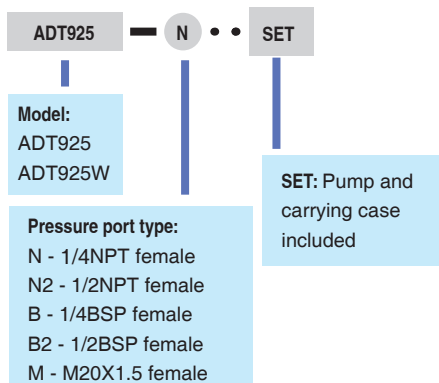 ADT925 — N • • SET
Model:
ADT925
ADT925W
Pressure port type:
N - 1/4NPT female
N2 - 1/2NPT female
B - 1/4BSP female
B2 - 1/2BSP female
M - M20X1.5 female
SET: Pump and
carrying case
included